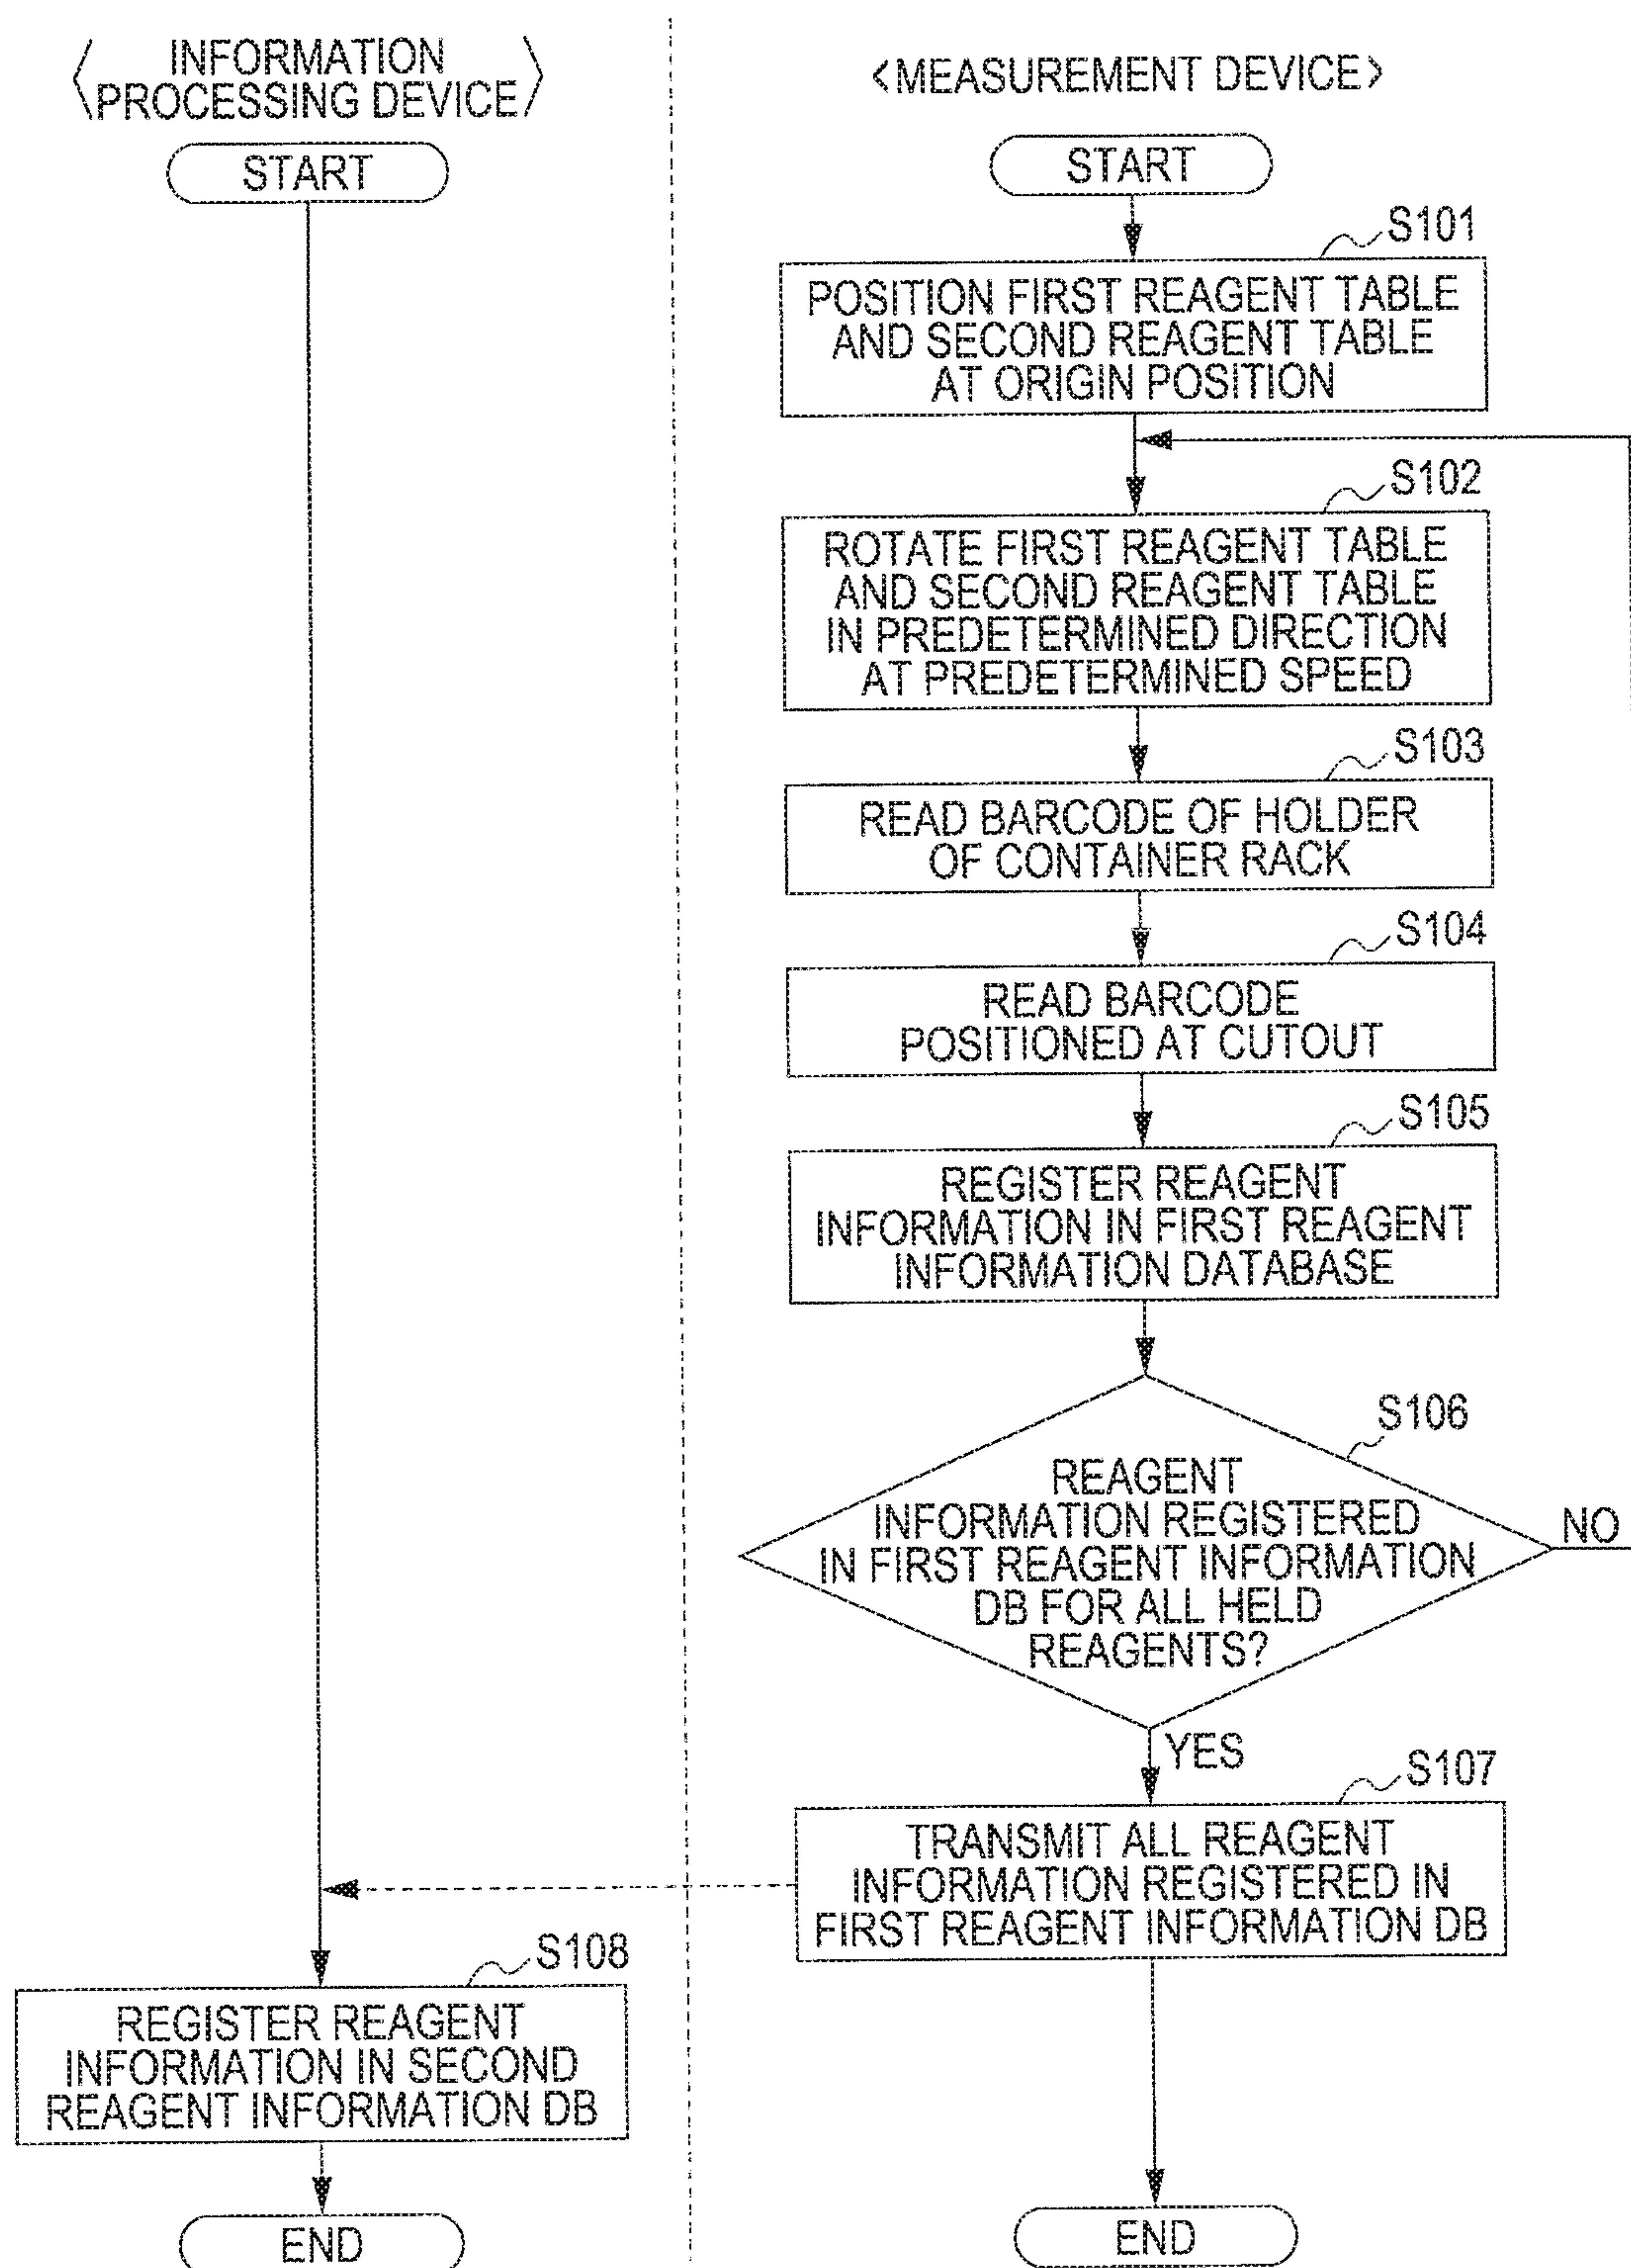 <INFORMATION
PROCESSING DEVICE>
START
<MEASUREMENT DEVICE>
START
S101
POSITION FIRST REAGENT TABLE
AND SECOND REAGENT TABLE
AT ORIGIN POSITION
S102
ROTATE FIRST REAGENT TABLE
AND SECOND REAGENT TABLE
IN PREDETERMINED DIRECTION
AT PREDETERMINED SPEED
S103
READ BARCODE OF HOLDER
OF CONTAINER RACK
S104
READ BARCODE
POSITIONED AT CUTOUT
S105
REGISTER REAGENT
INFORMATION IN FIRST REAGENT
INFORMATION DATABASE
S106
REAGENT
INFORMATION REGISTERED
IN FIRST REAGENT INFORMATION
DB FOR ALL HELD
REAGENTS?
NO
YES
S107
TRANSMIT ALL REAGENT
INFORMATION REGISTERED IN
FIRST REAGENT INFORMATION DB
S108
REGISTER REAGENT
INFORMATION IN SECOND
REAGENT INFORMATION DB
END
END